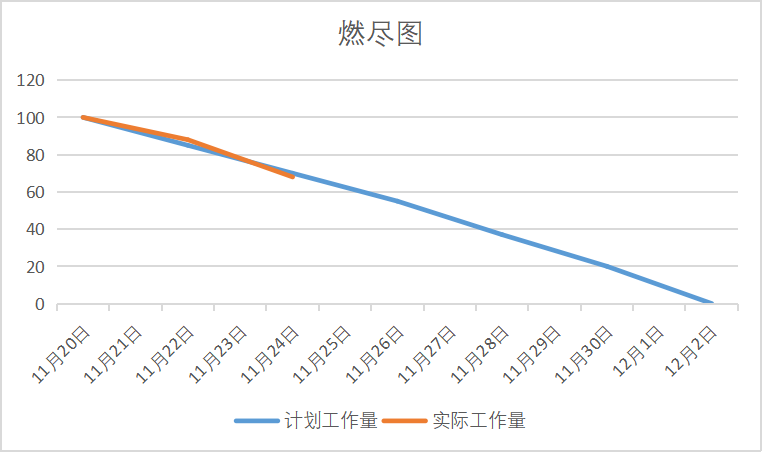 燃尽图
120
100
80
60
40
20
0
11月20日
11月21日
11月22日
11月23日
11月24日
11月25日
11月26日
11月27日
11月28日
11月29日
11月30日
12月1日
12月2日
计划工作量 实际工作量